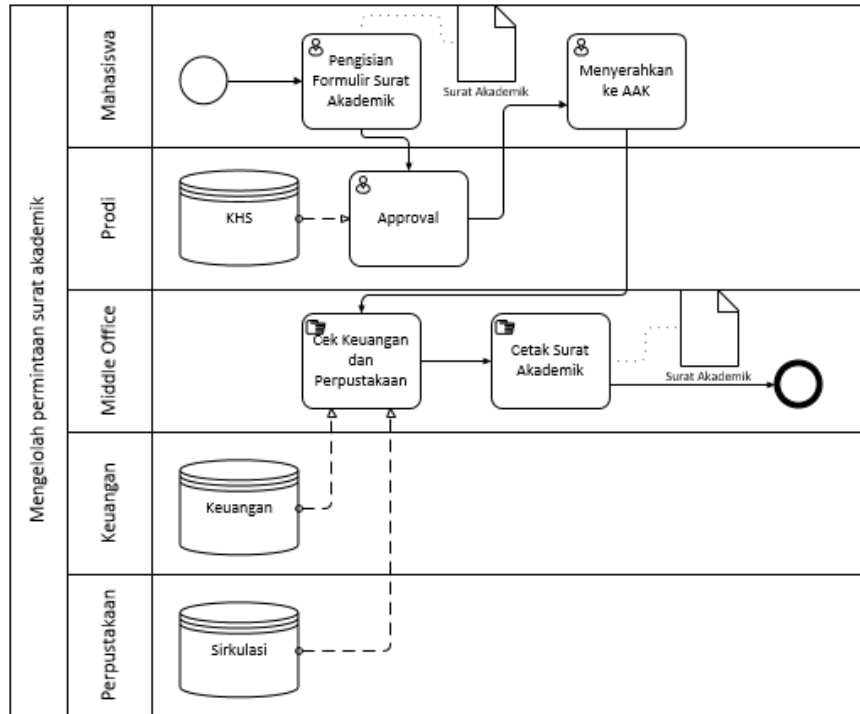 Mengelolah permintaan surat akademik
Mahasiswa
Pengisian
Formulir Surat
Akademik
Surat Akademik
Menyerahkan
ke AAK
Prodi
KHS
Approval
Middle Office
Cek Keuangan
dan
Perpustakaan
Cetak Surat
Akademik
Surat Akademik
Keuangan
Keuangan
Perpustakaan
Sirkulasi